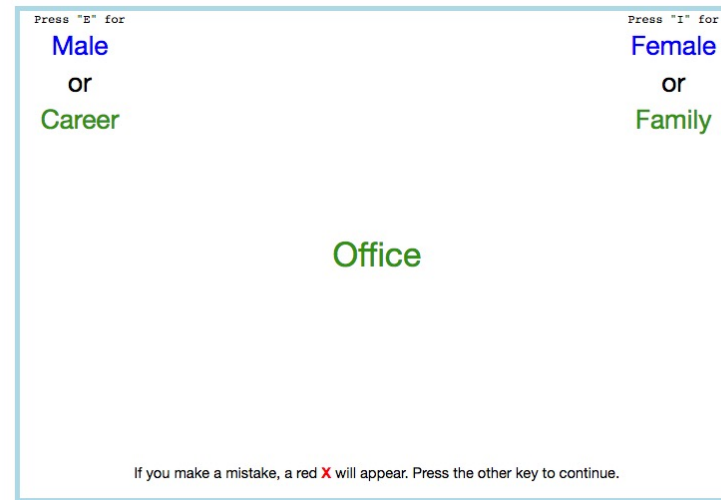 Press "E" for
Male
or
Career
Press "I" for
Female
or
Family
Office
If you make a mistake, a red X will appear. Press the other key to continue.